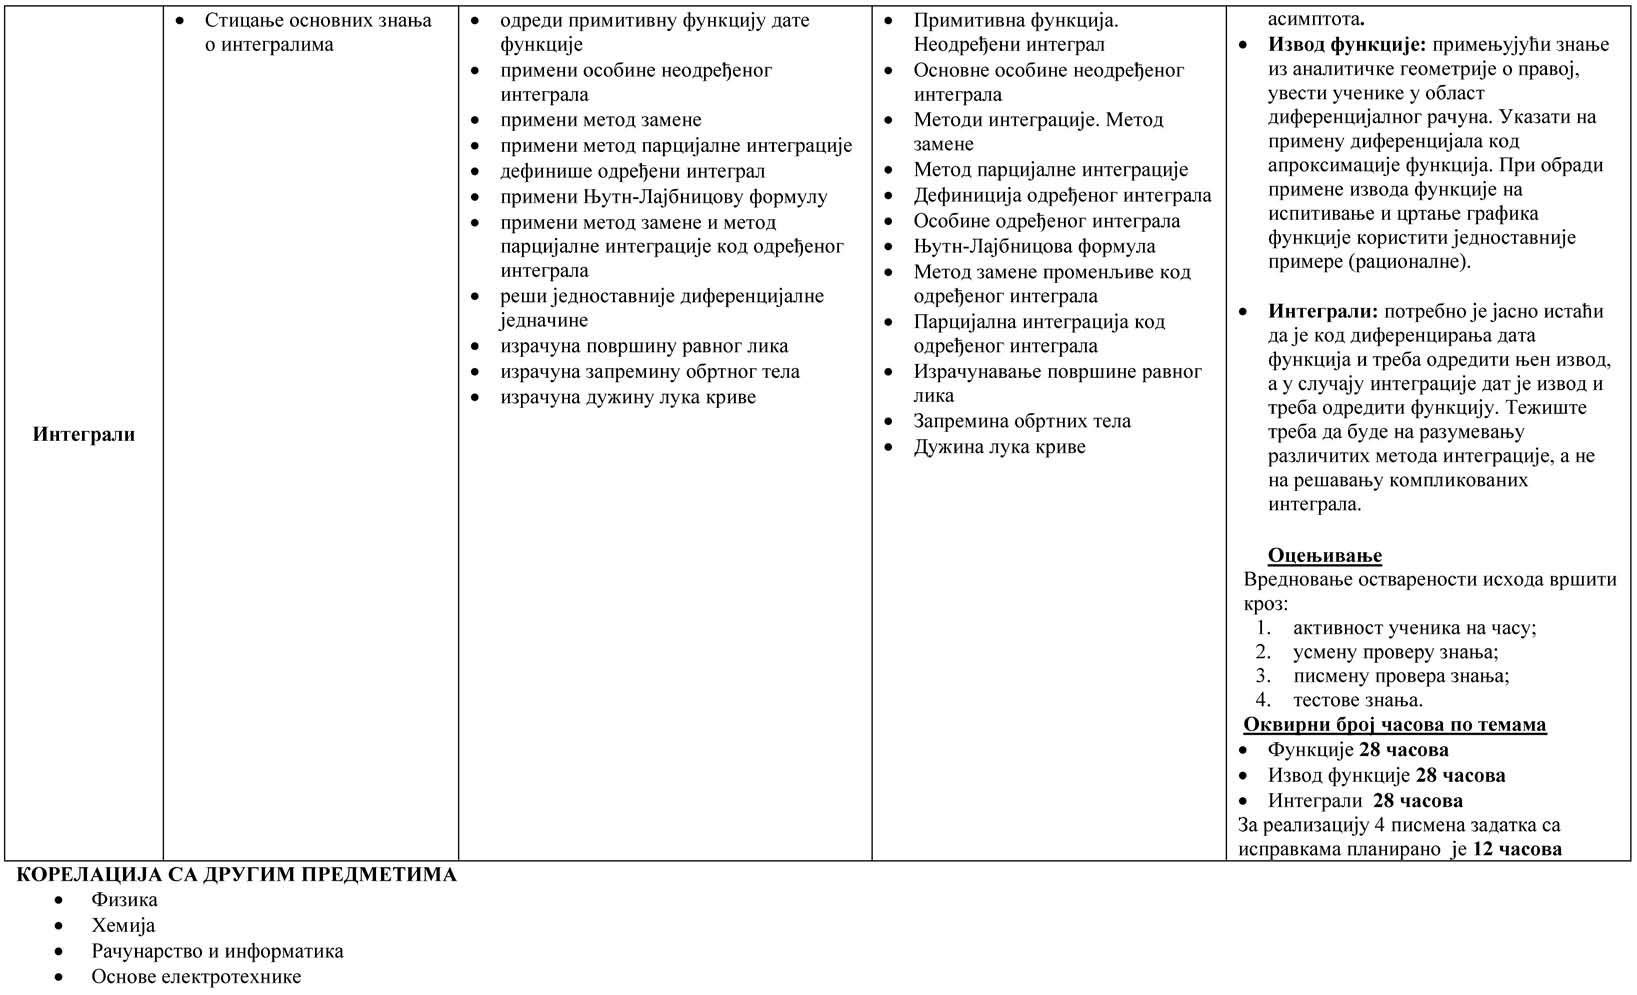 Интеграли
• Стицање основних знања
о интегралима
• одреди примитивну функцију дате
функције
• примени особине неодређеног
интеграла
• примени метод замене
• примени метод парцијалне интеграције
• дефинише одређени интеграл
• примени Њутн-Лајбницову формулу
• примени метод замене и метод
парцијалне интеграције код одређеног
интеграла
• реши једноставније диференцијалне
једначине
• израчуна површину равног лика
• израчуна запремину обртног тела
• израчуна дужину лука криве
• Примитивна функција.
Неодређени интеграл
• Основне особине неодређеног
интеграла
• Методи интеграције. Метод
замене
• Метод парцијалне интеграције
• Дефиниција одређеног интеграла
• Особине одређеног интеграла
• Њутн-Лајбницова формула
• Метод замене променљиве код
одређеног интеграла
• Парцијална интеграција код
одређеног интеграла
• Израчунавање површине равног
лика
• Запремина обртних тела
• Дужина лука криве
асимптота.
• Извод функције: примењујући знање
из аналитичке геометрије о правој,
увести ученике у област
диференцијалног рачуна. Указати на
примену диференцијала код
апроксимације функција. При обради
примене извода функције на
испитивање и цртање графика
функције користити једноставније
примере (рационалне).
• Интеграли: потребно је јасно истаћи
да је код диференцирања дата
функција и треба одредити њен извод,
а у случају интеграције дат је извод и
треба одредити функцију. Тежиште
треба да буде на разумевању
различитих метода интеграције, а не
на решавању компликованих
интеграла.
Оцењивање
Вредновање остварености исхода вршити
кроз:
1. активност ученика на часу;
2. усмену проверу знања;
3. писмену провера знања;
4. тестове знања.
Оквирни број часова по темама
• Функције 28 часова
• Извод функције 28 часова
• Интеграли 28 часова
За реализацију 4 писмена задатка са
исправкама планирано је 12 часова
КОРЕЛАЦИЈА СА ДРУГИМ ПРЕДМЕТИМА
• Физика
• Хемија
• Рачунарство и информатика
• Основе електротехнике